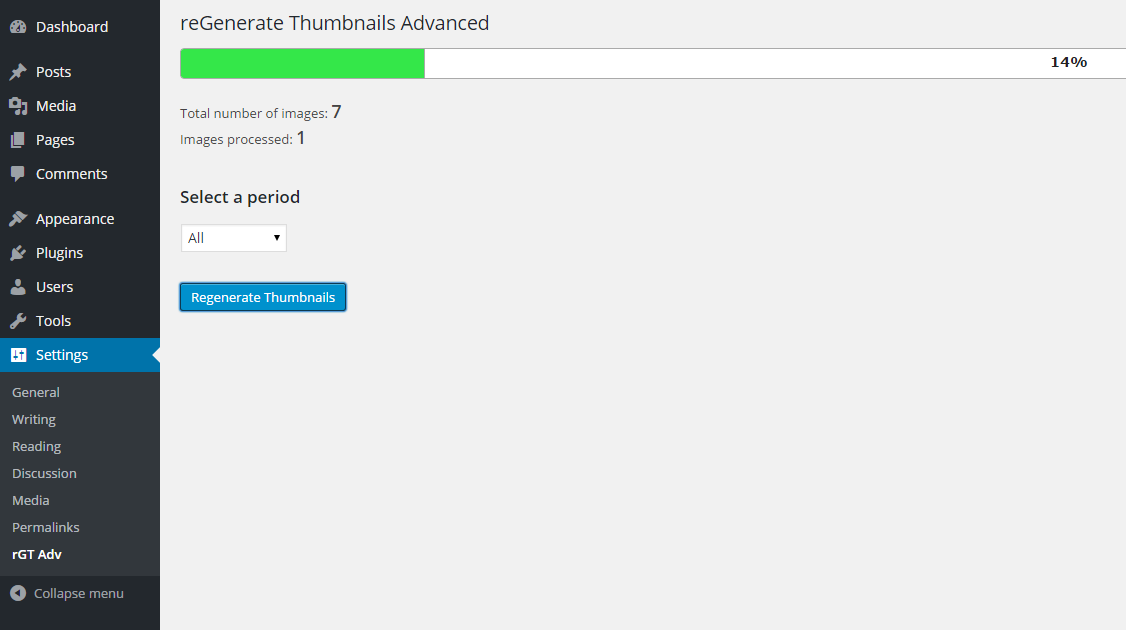 Dashboard
Posts
Media
Pages
Comments
Appearance
Plugins
Users
Tools
Settings
General
Writing
Reading
Discussion
Media
Permalinks
rGT Adv
Collapse menu
reGenerate Thumbnails Advanced
14%
Total number of images: 7
Images processed: 1
Select a period
All
Regenerate Thumbnails